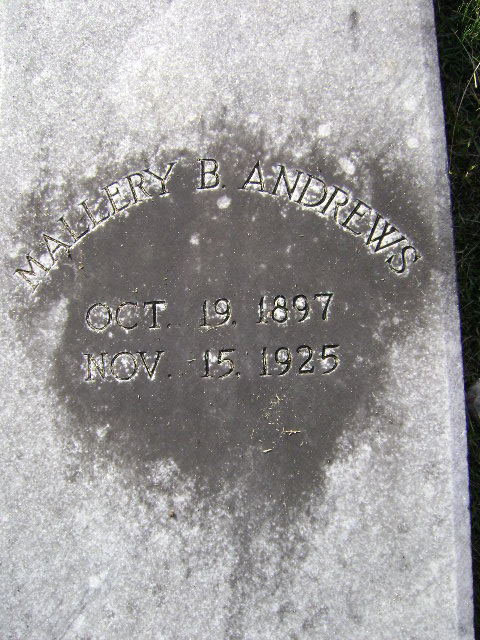 MALLERY B. ANDREWS
OCT. 19. 1897
NOV. 15. 1925